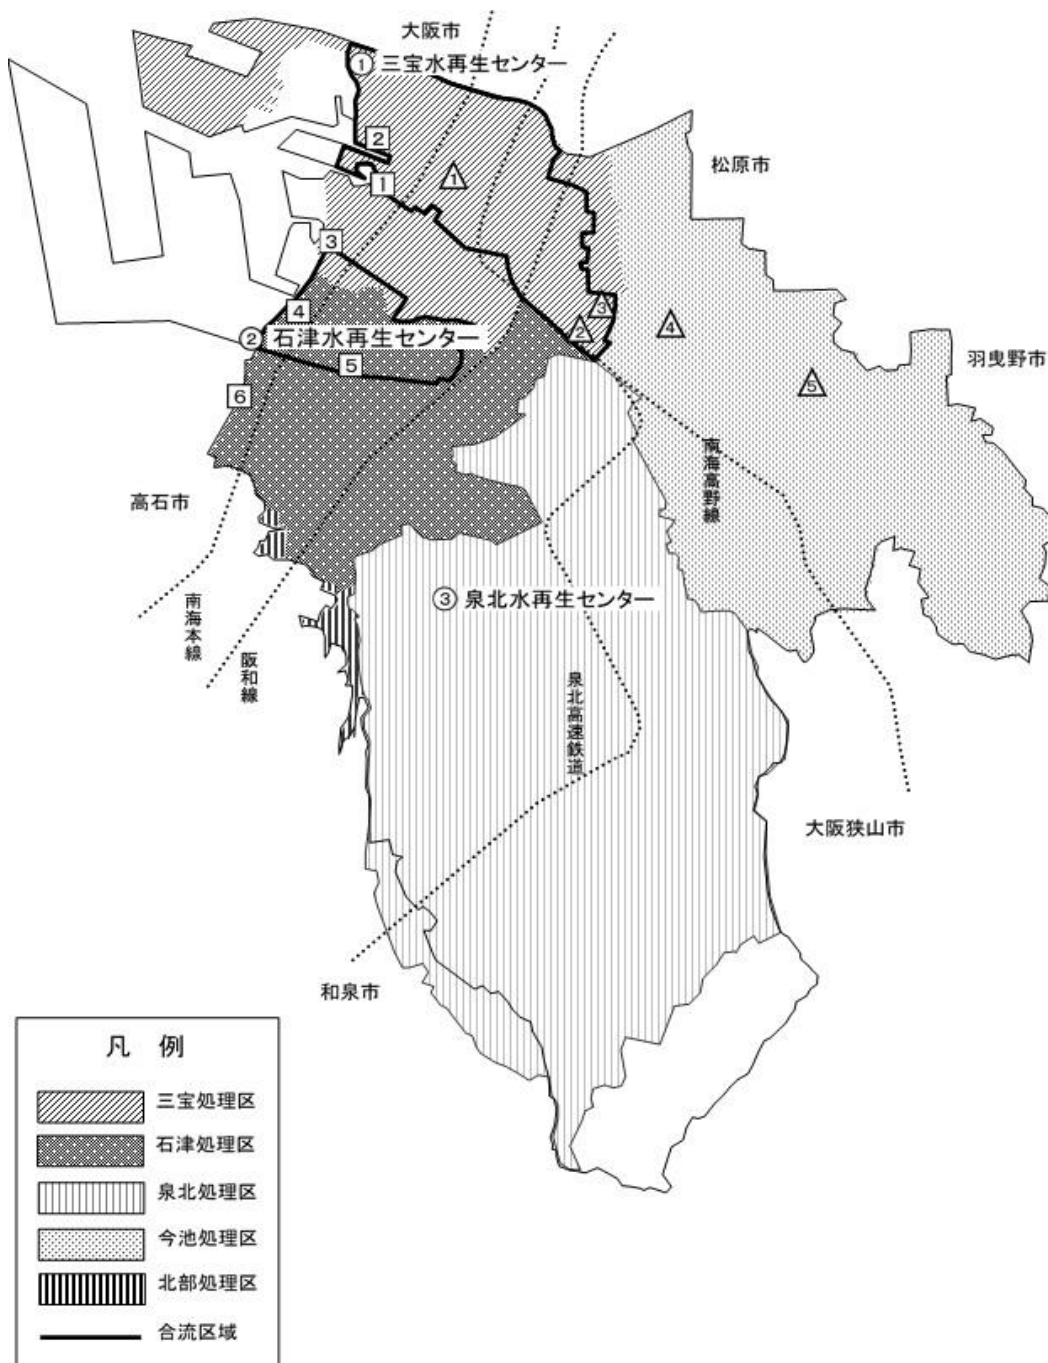 大阪市
① 三宝水再生センター
2
1
1
松原市
3
3
4
2
4
② 石津水再生センター
5
羽曳野市
5
6
南海高野線
高石市
③ 泉北水再生センター
南海本線
阪和線
泉北高速鉄道
大阪狭山市
和泉市
凡 例
三宝処理区
石津処理区
泉北処理区
今池処理区
北部処理区
合流区域